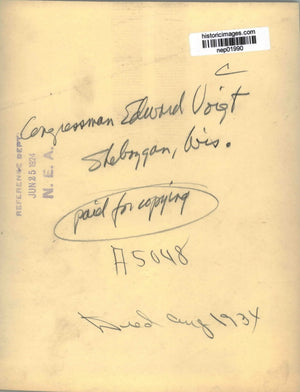 historicimages.com
nep01990
C
Congressman Edward Voigt
Sheboygan, Wis.
REFERENCE DEPT.
JUN 25 1924
N. E. A.
paid for copying
A5048
Died Aug 1934